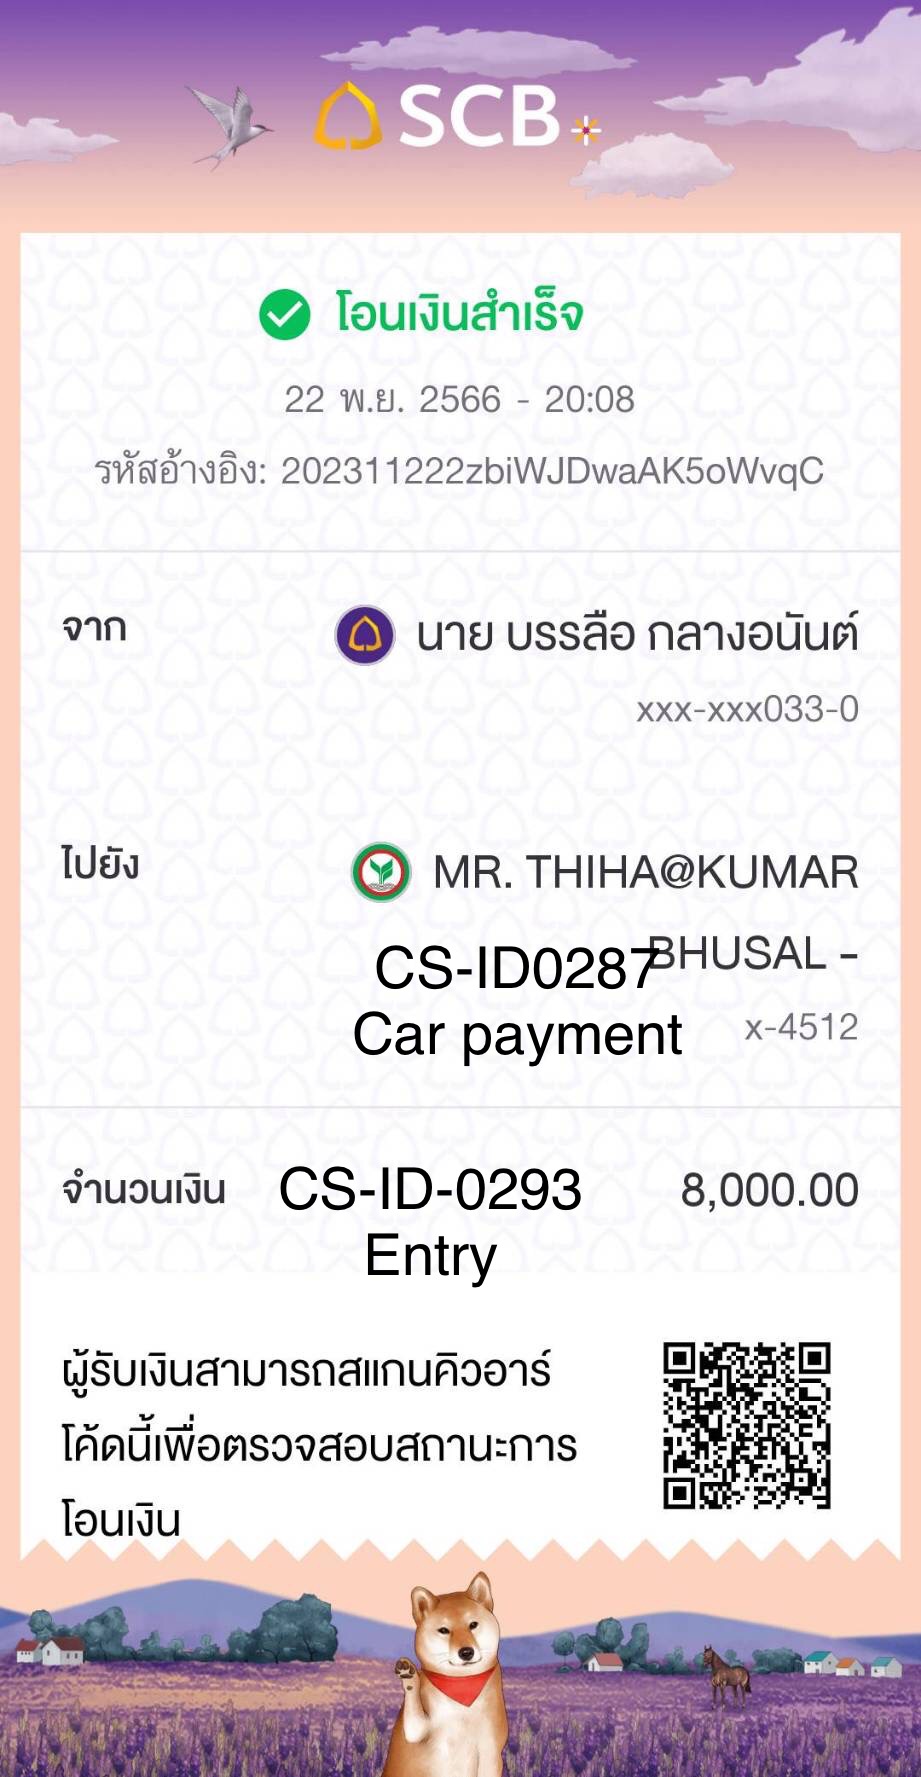 SCB
โอนเงินสำเร็จ
22 พ.ย. 2566 - 20:08
รหัสอ้างอิง: 202311222zbiWJDwaAK5oWvqC
จาก
นาย บรรลือ กลางอนันต์
xxx-xxx033-0
ไปยัง
MR. THIHA@KUMAR
BHUSAL -
x-4512
CS-ID0287
Car payment
จำนวนเงิน
8,000.00
CS-ID-0293
Entry
ผู้รับเงินสามารถสแกนคิวอาร์
โค้ดนี้เพื่อตรวจสอบสถานะการ
โอนเงิน